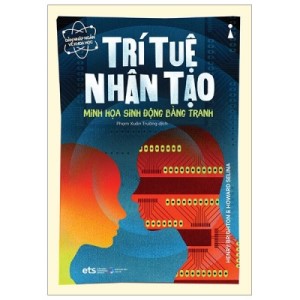 TRÍ TUỆ
NHÂN TẠO
MINH HỌA SINH ĐỘNG BẰNG TRANH
Phạm Xuân Trường dịch
HENRY BRIGHTON & HOWARD SELINA
ets